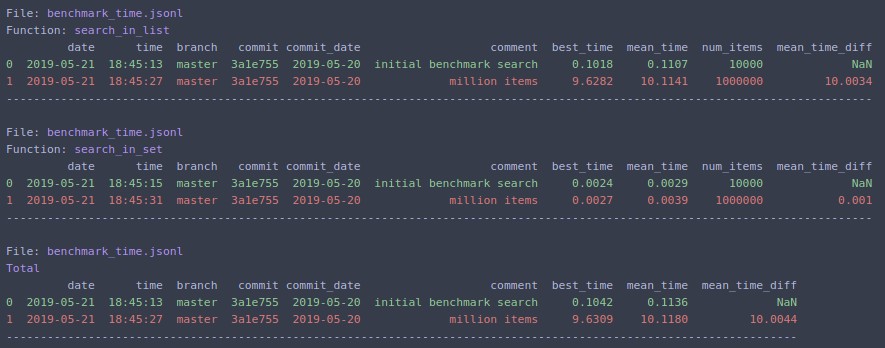 File: benchmark_time.jsonl
Function: search_in_list
date time branch commit commit_date comment best_time mean_time num_items mean_time_diff
0 2019-05-21 18:45:13 master 3a1e755 2019-05-20 initial benchmark search 0.1018 0.1107 10000 NaN
1 2019-05-21 18:45:27 master 3a1e755 2019-05-20 million items 9.6282 10.1141 1000000 10.0034
--------------------------------------------------------------------------------------------------------------------------------
File: benchmark_time.jsonl
Function: search_in_set
date time branch commit commit_date comment best_time mean_time num_items mean_time_diff
0 2019-05-21 18:45:15 master 3a1e755 2019-05-20 initial benchmark search 0.0024 0.0029 10000 NaN
1 2019-05-21 18:45:31 master 3a1e755 2019-05-20 million items 0.0027 0.0039 1000000 0.001
--------------------------------------------------------------------------------------------------------------------------------
File: benchmark_time.jsonl
Total
date time branch commit commit_date comment best_time mean_time mean_time_diff
0 2019-05-21 18:45:13 master 3a1e755 2019-05-20 initial benchmark search 0.1042 0.1136 NaN
1 2019-05-21 18:45:27 master 3a1e755 2019-05-20 million items 9.6309 10.1180 10.0044
---------------------------------------------------------------------------------------------------------------------